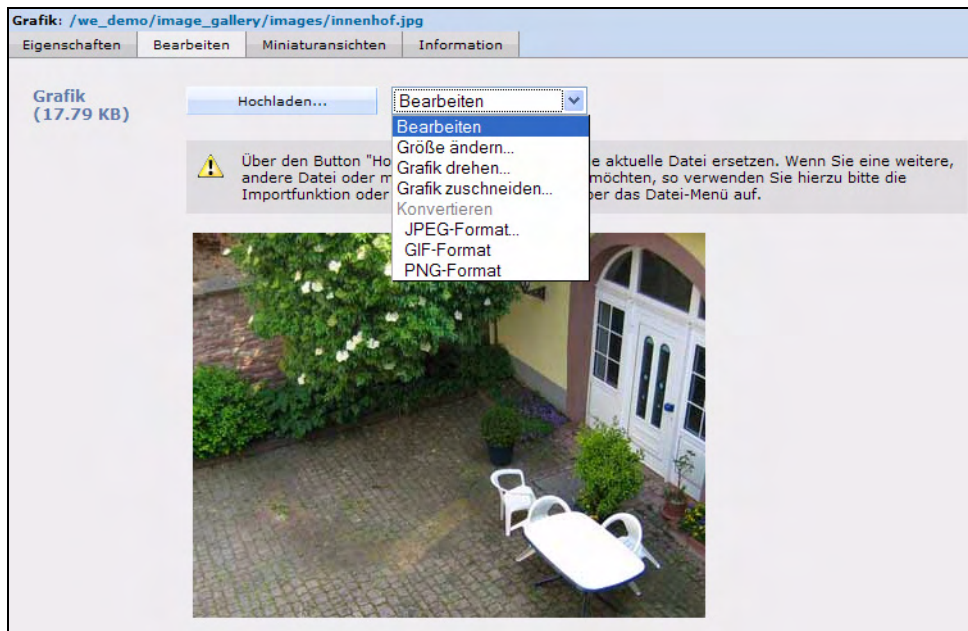 Grafik: /we_demo/image_gallery/images/innenhof.jpg
Eigenschaften Bearbeiten Miniaturansichten Information
Grafik
(17.79 KB)
Hochladen...
Bearbeiten
Bearbeiten
Größe ändern...
Grafik drehen...
Grafik zuschneiden...
Konvertieren
JPEG-Format...
GIF-Format
PNG-Format
Über den Button "Ho e aktuelle Datei ersetzen. Wenn Sie eine weitere,
andere Datei oder m möchten, so verwenden Sie hierzu bitte die
Importfunktion oder über das Datei-Menü auf.